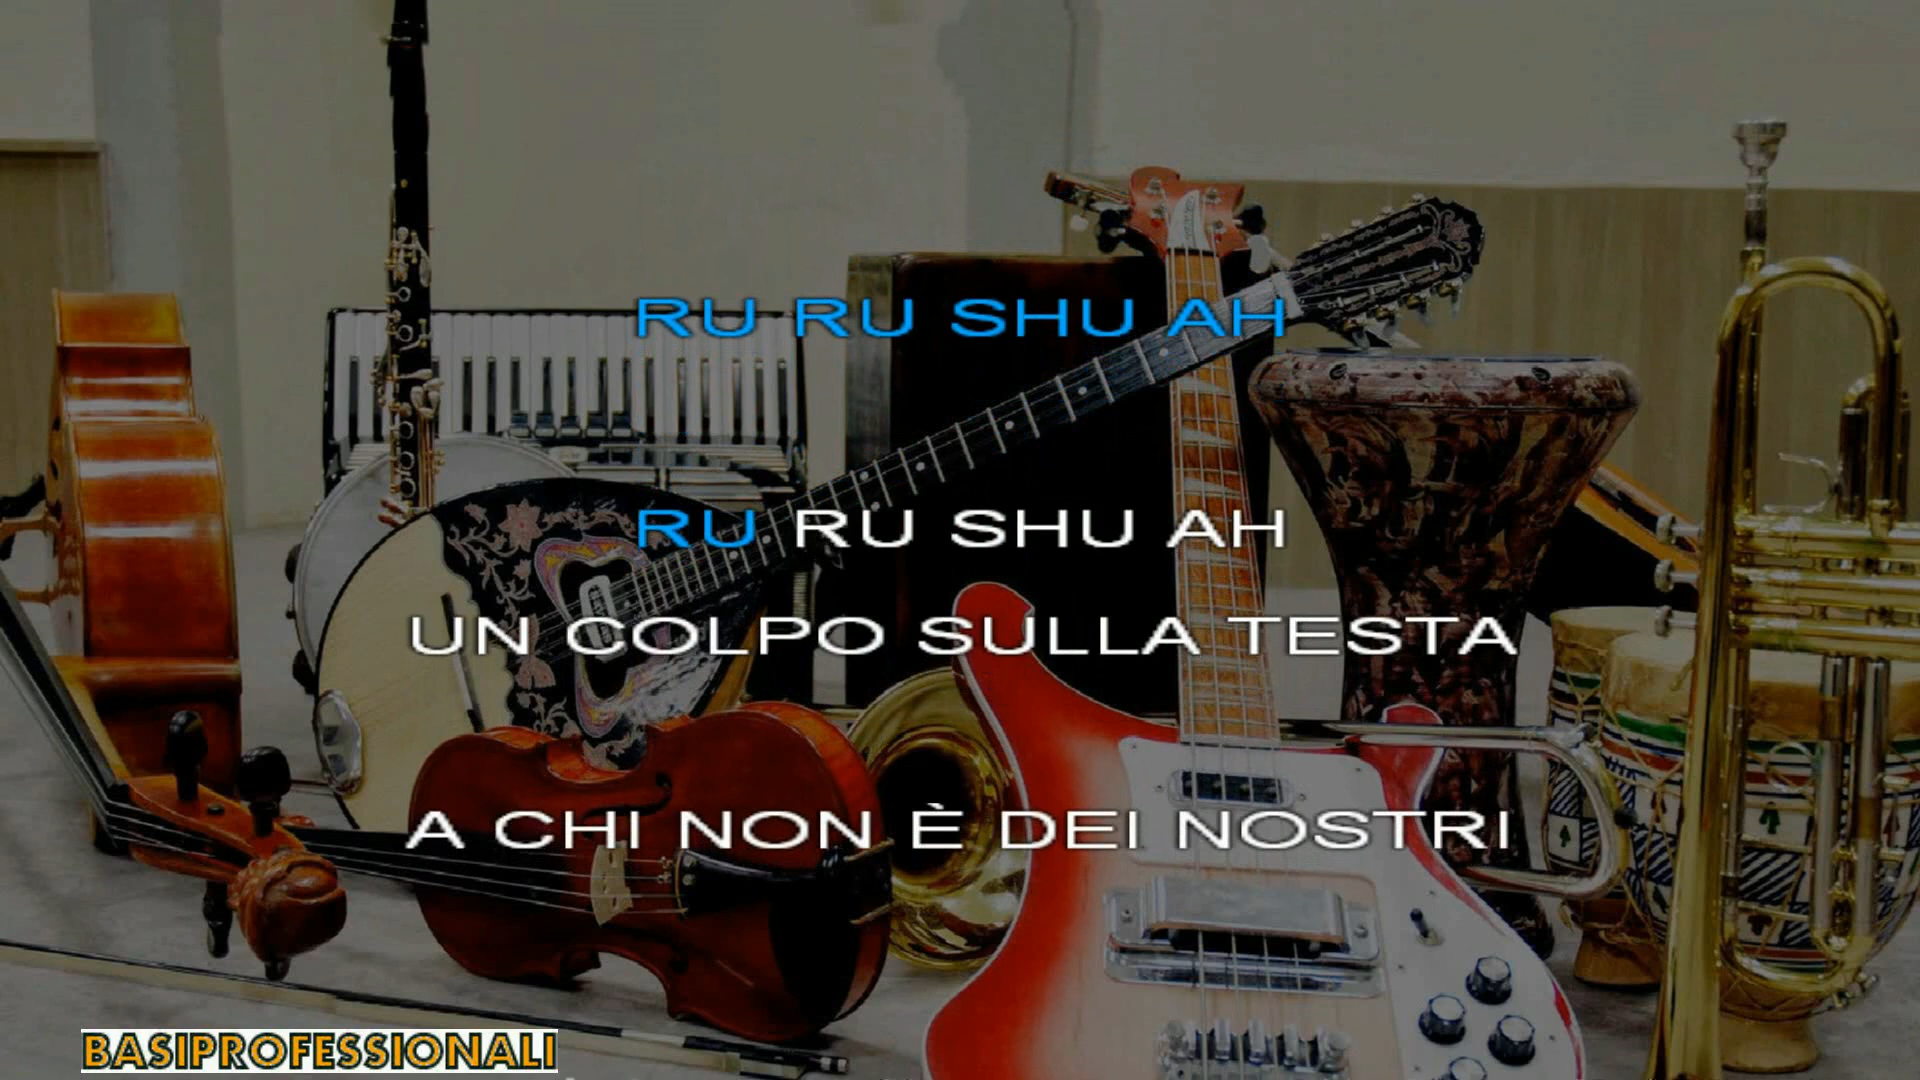 RU RU SHU AH
RU RU SHU AH
UN COLPO SULLA TESTA
A CHI NON È DEI NOSTRI
BASIPROFESSIONALI